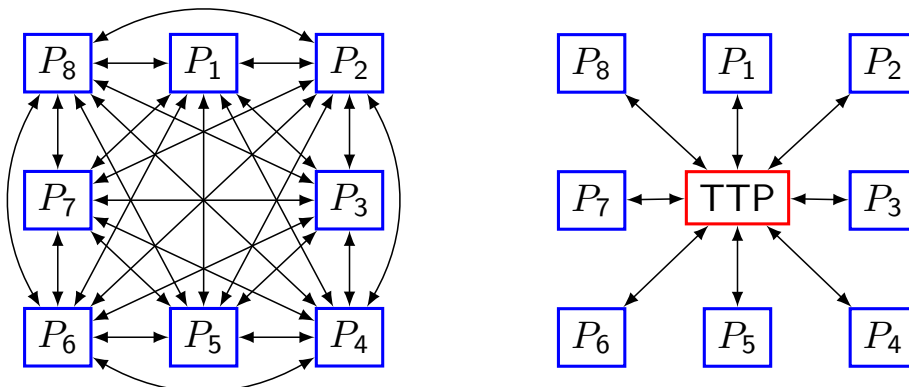 P₈ P₁ P₂ P₈ P₁ P₂
P₇ P₃ P₇ TTP P₃
P₆ P₅ P₄ P₆ P₅ P₄